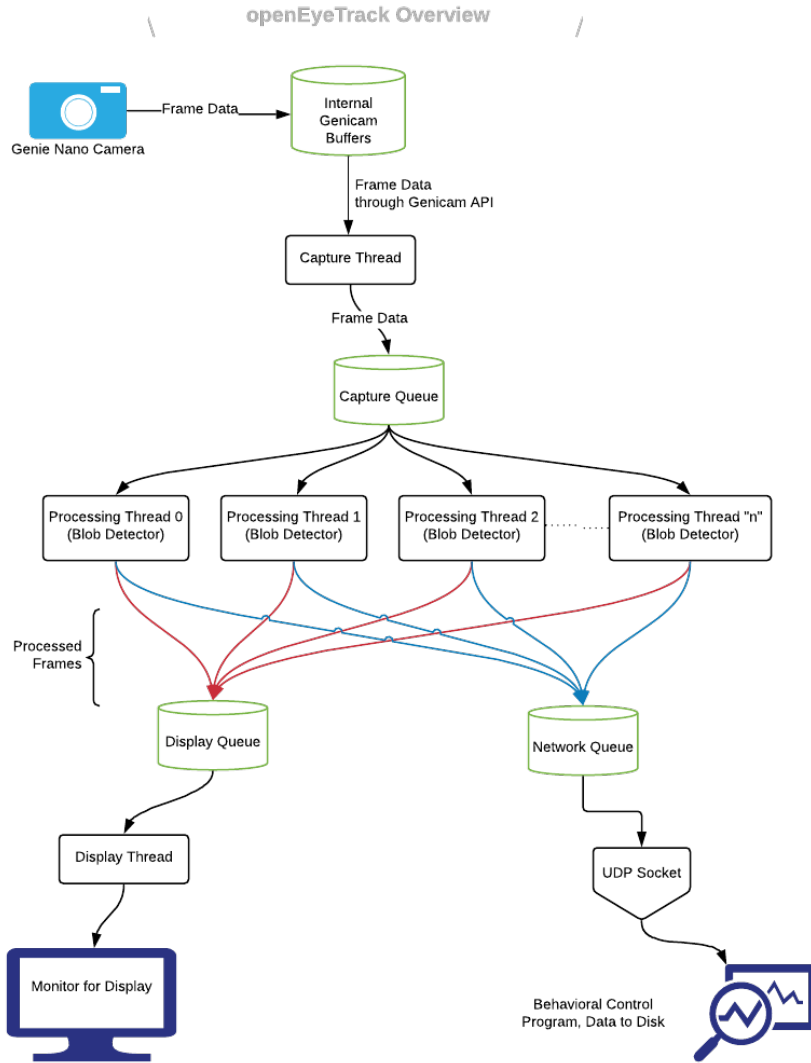 openEyeTrack Overview
Frame Data
Internal
Genicam
Buffers
Genie Nano Camera
Frame Data
through Genicam API
Capture Thread
Frame Data
Capture Queue
Processing Thread 0
(Blob Detector)
Processing Thread 1
(Blob Detector)
Processing Thread 2
(Blob Detector)
Processing Thread "n"
(Blob Detector)
Processed
Frames
Display Queue
Network Queue
Display Thread
UDP Socket
Monitor for Display
Behavioral Control
Program, Data to Disk